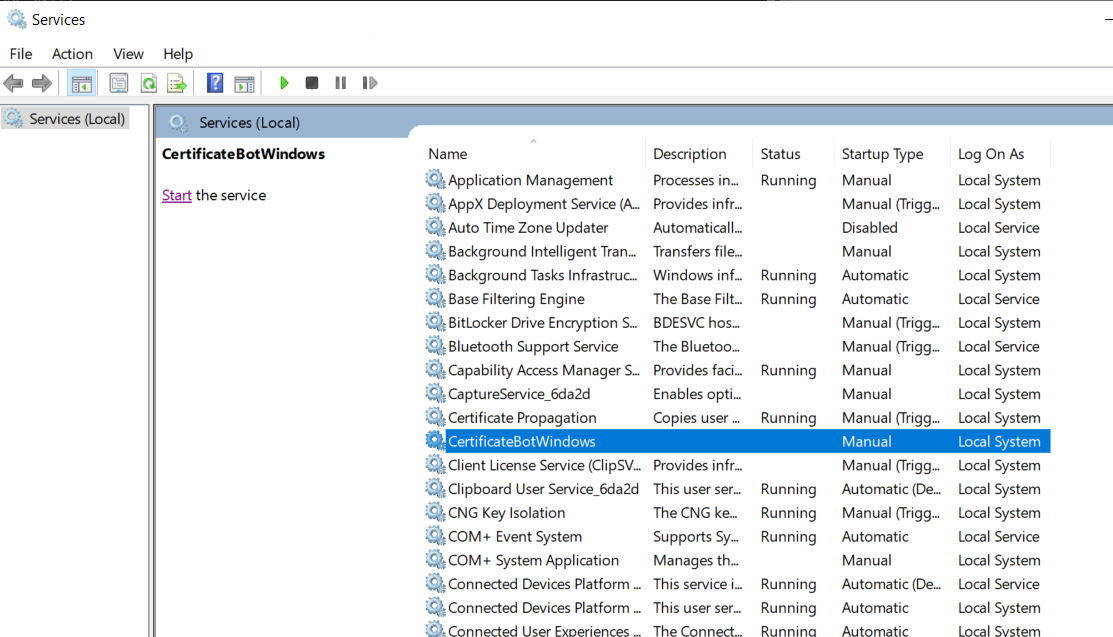 Services
File Action View Help
Services (Local)
Services (Local)
CertificateBotWindows
Start the service
Name Description Status Startup Type Log On As
Application Management Processes in... Running Manual Local System
AppX Deployment Service (A... Provides infr... Manual (Trigg... Local System
Auto Time Zone Updater Automaticall... Disabled Local Service
Background Intelligent Tran... Transfers file... Manual Local System
Background Tasks Infrastruc... Windows inf... Running Automatic Local System
Base Filtering Engine The Base Filt... Running Automatic Local Service
BitLocker Drive Encryption S... BDESVC hos... Manual (Trigg... Local System
Bluetooth Support Service The Bluetoo... Manual (Trigg... Local Service
Capability Access Manager S... Provides faci... Running Manual Local System
CaptureService_6da2d Enables opti... Manual Local System
Certificate Propagation Copies user ... Running Manual (Trigg... Local System
CertificateBotWindows Manual Local System
Client License Service (ClipSV... Provides infr... Manual (Trigg... Local System
Clipboard User Service_6da2d This user ser... Running Automatic (De... Local System
CNG Key Isolation The CNG ke... Running Manual (Trigg... Local System
COM+ Event System Supports Sy... Running Automatic Local Service
COM+ System Application Manages th... Manual Local System
Connected Devices Platform ... This service i... Running Automatic (De... Local Service
Connected Devices Platform ... This user ser... Running Automatic Local System
Connected User Experiences ... The Connect... Running Automatic Local System